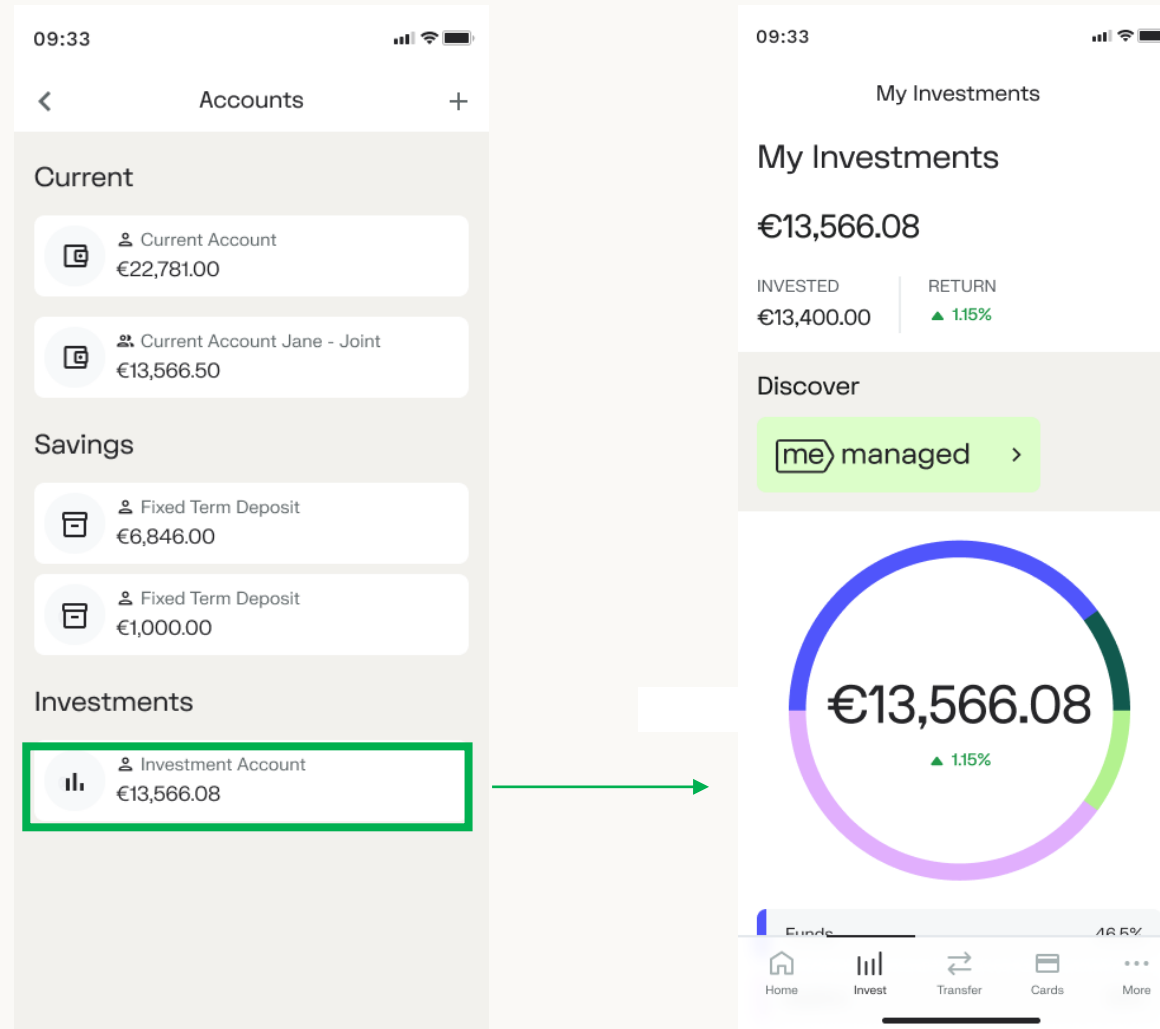 09:33
Accounts
Current
Current Account
€22,781.00
Current Account Jane - Joint
€13,566.50
Savings
Fixed Term Deposit
€6,846.00
Fixed Term Deposit
€1,000.00
Investments
Investment Account
€13,566.08
09:33
My Investments
My Investments
€13,566.08
INVESTED
€13,400.00
RETURN
1.15%
Discover
me managed
€13,566.08
1.15%
Funds 46.5%
Home Invest Transfer Cards More